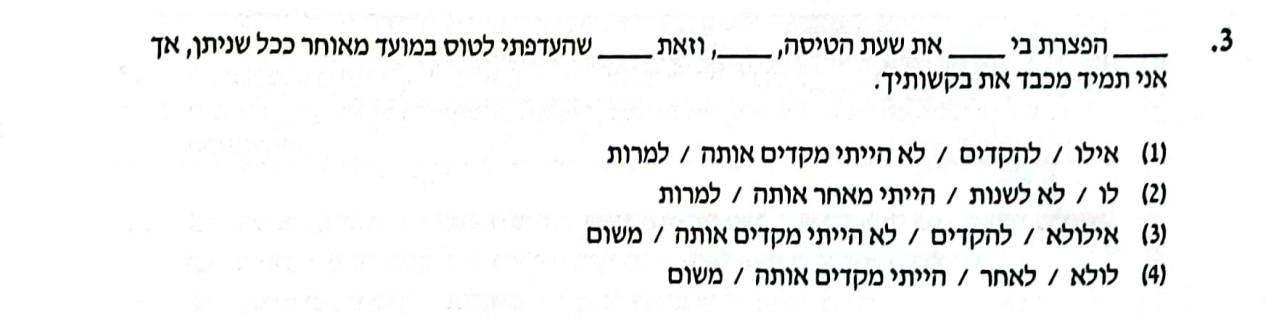 3. ____ הפצרת בי ____ את שעת הטיסה, ____, וזאת ____ שהעדפתי לטוס במועד מאוחר ככל שניתן, אך
אני תמיד מכבד את בקשותיך.
(1) אילו / להקדים / לא הייתי מקדים אותה / למרות
(2) לו / לא לשנות / הייתי מאחר אותה / למרות
(3) אילולא / להקדים / לא הייתי מקדים אותה / משום
(4) לולא / לאחר / הייתי מקדים אותה / משום